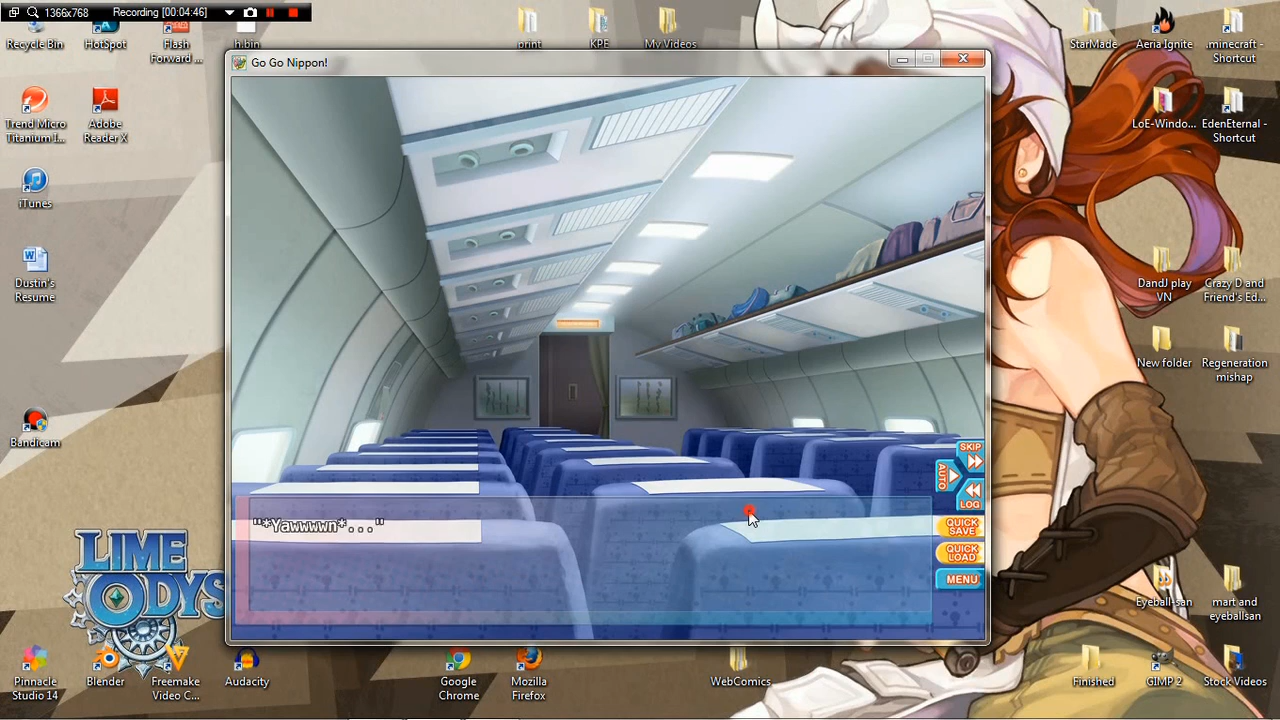 1366x768 Recording [00:04:46]
Recycle Bin
HotSpot
Flash
Forward ...
h.bin
print
KPE
My Videos
StarMade
Aeria Ignite
.minecraft -
Shortcut
Go Go Nippon!
Trend Micro
Titanium I...
Adobe
Reader X
LoE-Windo...
EdenEternal -
Shortcut
iTunes
Dustin's
Resume
DandJ play
VN
Crazy D and
Friend's Ed...
New folder
Regeneration
mishap
Bandicam
SKIP
AUTO
LOG
"*Yawwwwn*..."
QUICK
SAVE
QUICK
LOAD
MENU
LIME
ODYS
Eyeball-san
mart and
eyeballsan
Pinnacle
Studio 14
Blender
Freemake
Video C...
Audacity
Google
Chrome
Mozilla
Firefox
WebComics
Finished
GIMP 2
Stock Videos